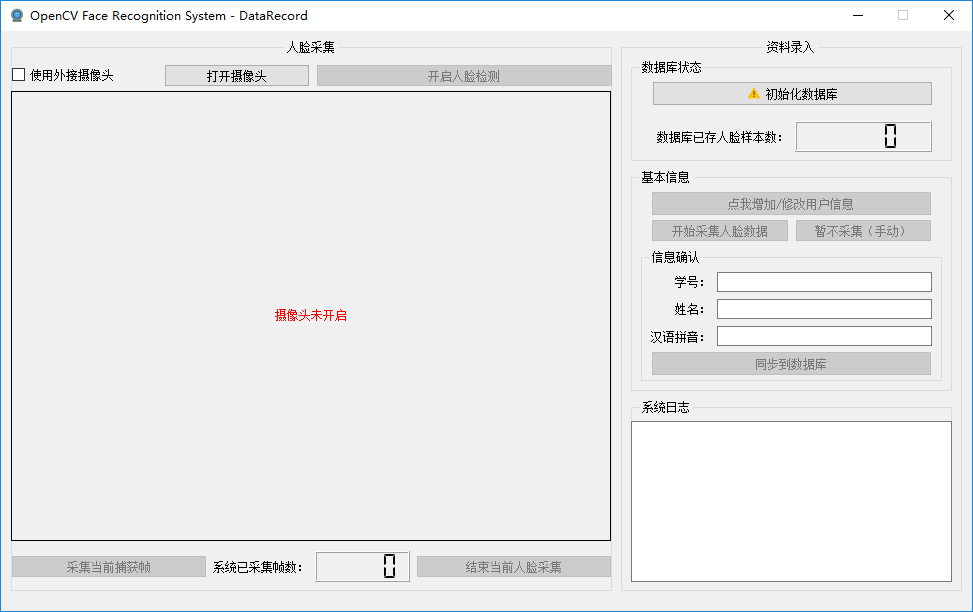 OpenCV Face Recognition System - DataRecord
人脸采集
使用外接摄像头
打开摄像头
开启人脸检测
摄像头未开启
采集当前捕获帧
系统已采集帧数：
0
结束当前人脸采集
资料录入
数据库状态
初始化数据库
数据库已存人脸样本数：
0
基本信息
点我增加/修改用户信息
开始采集人脸数据
暂不采集（手动）
信息确认
学号：
姓名：
汉语拼音：
同步到数据库
系统日志